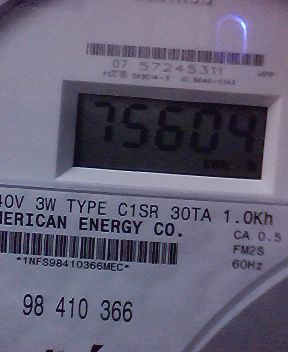 07 57245311
HPP
75604
40V 3W TYPE C1SR 30TA 1.0Kh
MERICAN ENERGY CO.
CA 0.5
*1NFS98410366MEC*
FM2S
60Hz
98 410 366